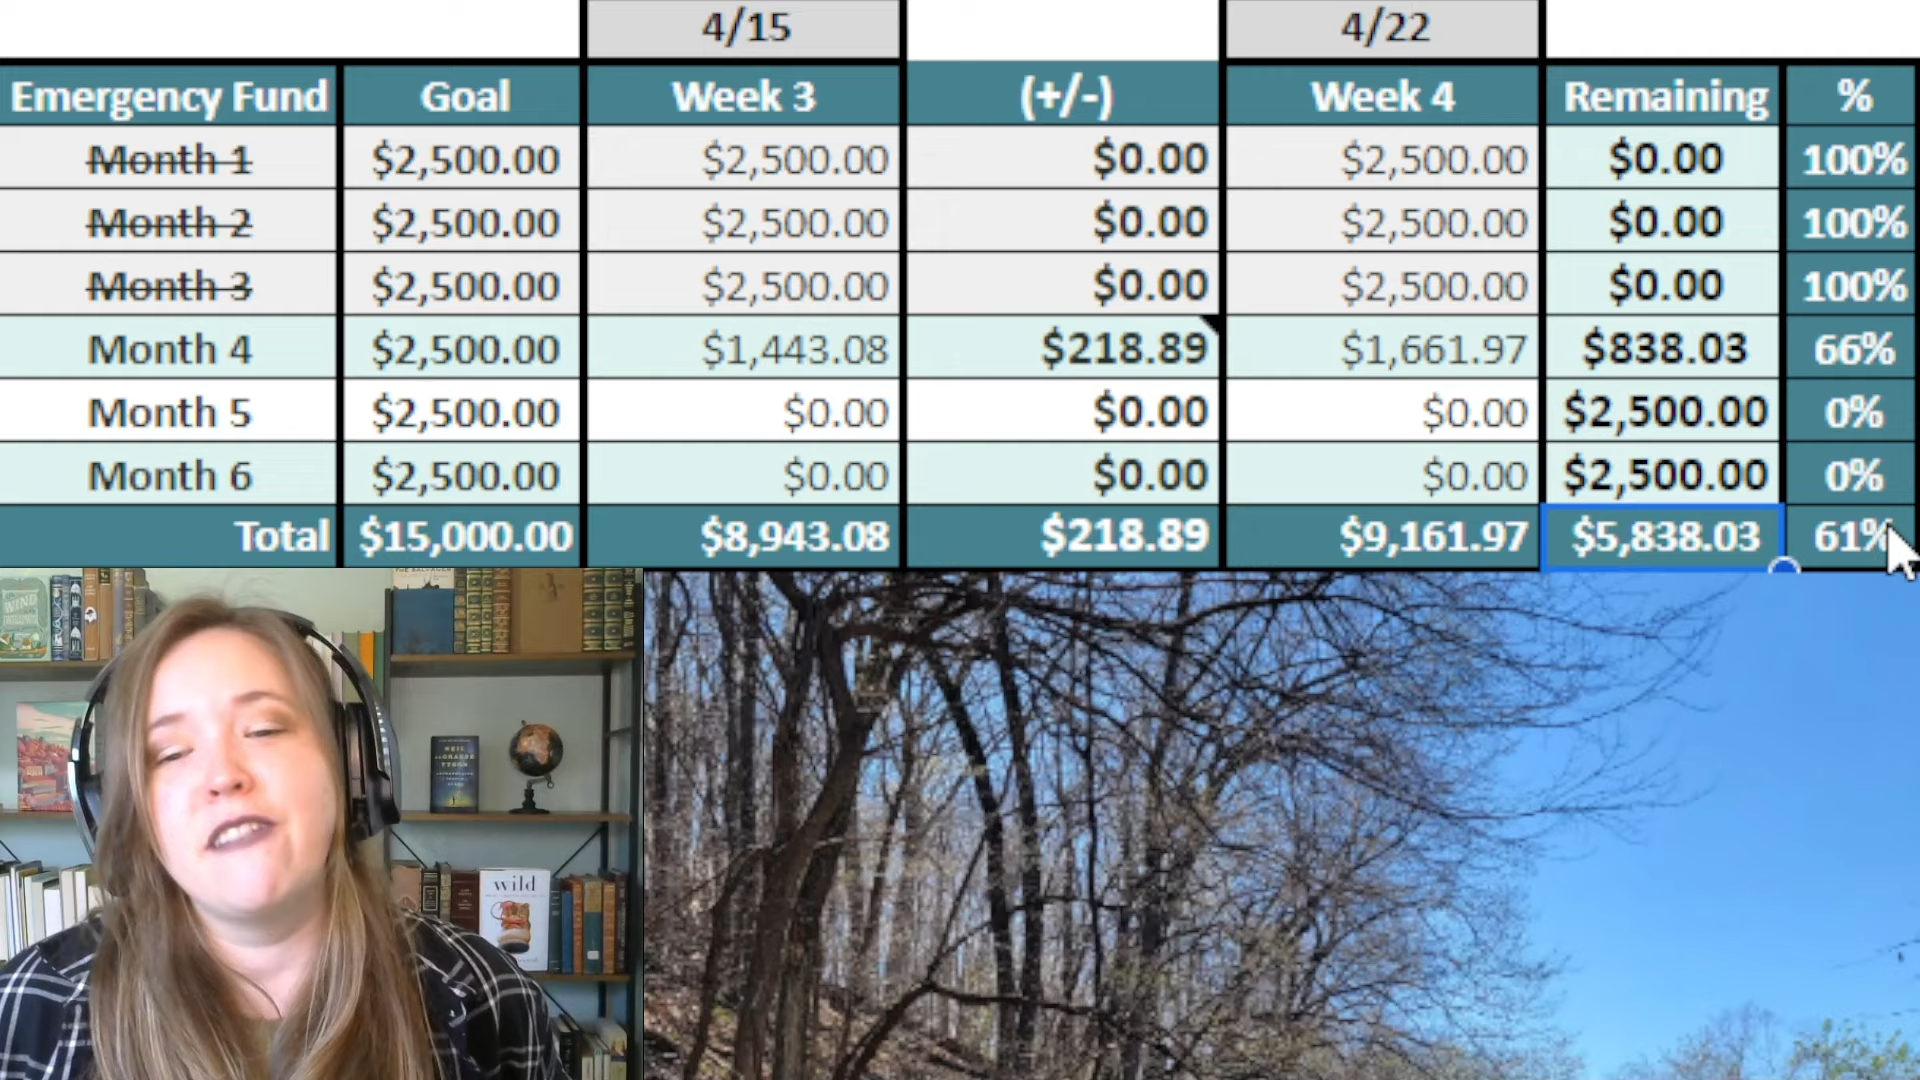 4/15 4/22
Emergency Fund Goal Week 3 (+/-) Week 4 Remaining %
Month 1 $2,500.00 $2,500.00 $0.00 $2,500.00 $0.00 100%
Month 2 $2,500.00 $2,500.00 $0.00 $2,500.00 $0.00 100%
Month 3 $2,500.00 $2,500.00 $0.00 $2,500.00 $0.00 100%
Month 4 $2,500.00 $1,443.08 $218.89 $1,661.97 $838.03 66%
Month 5 $2,500.00 $0.00 $0.00 $0.00 $2,500.00 0%
Month 6 $2,500.00 $0.00 $0.00 $0.00 $2,500.00 0%
Total $15,000.00 $8,943.08 $218.89 $9,161.97 $5,838.03 61%
WIND
NEIL
TYSON
wild